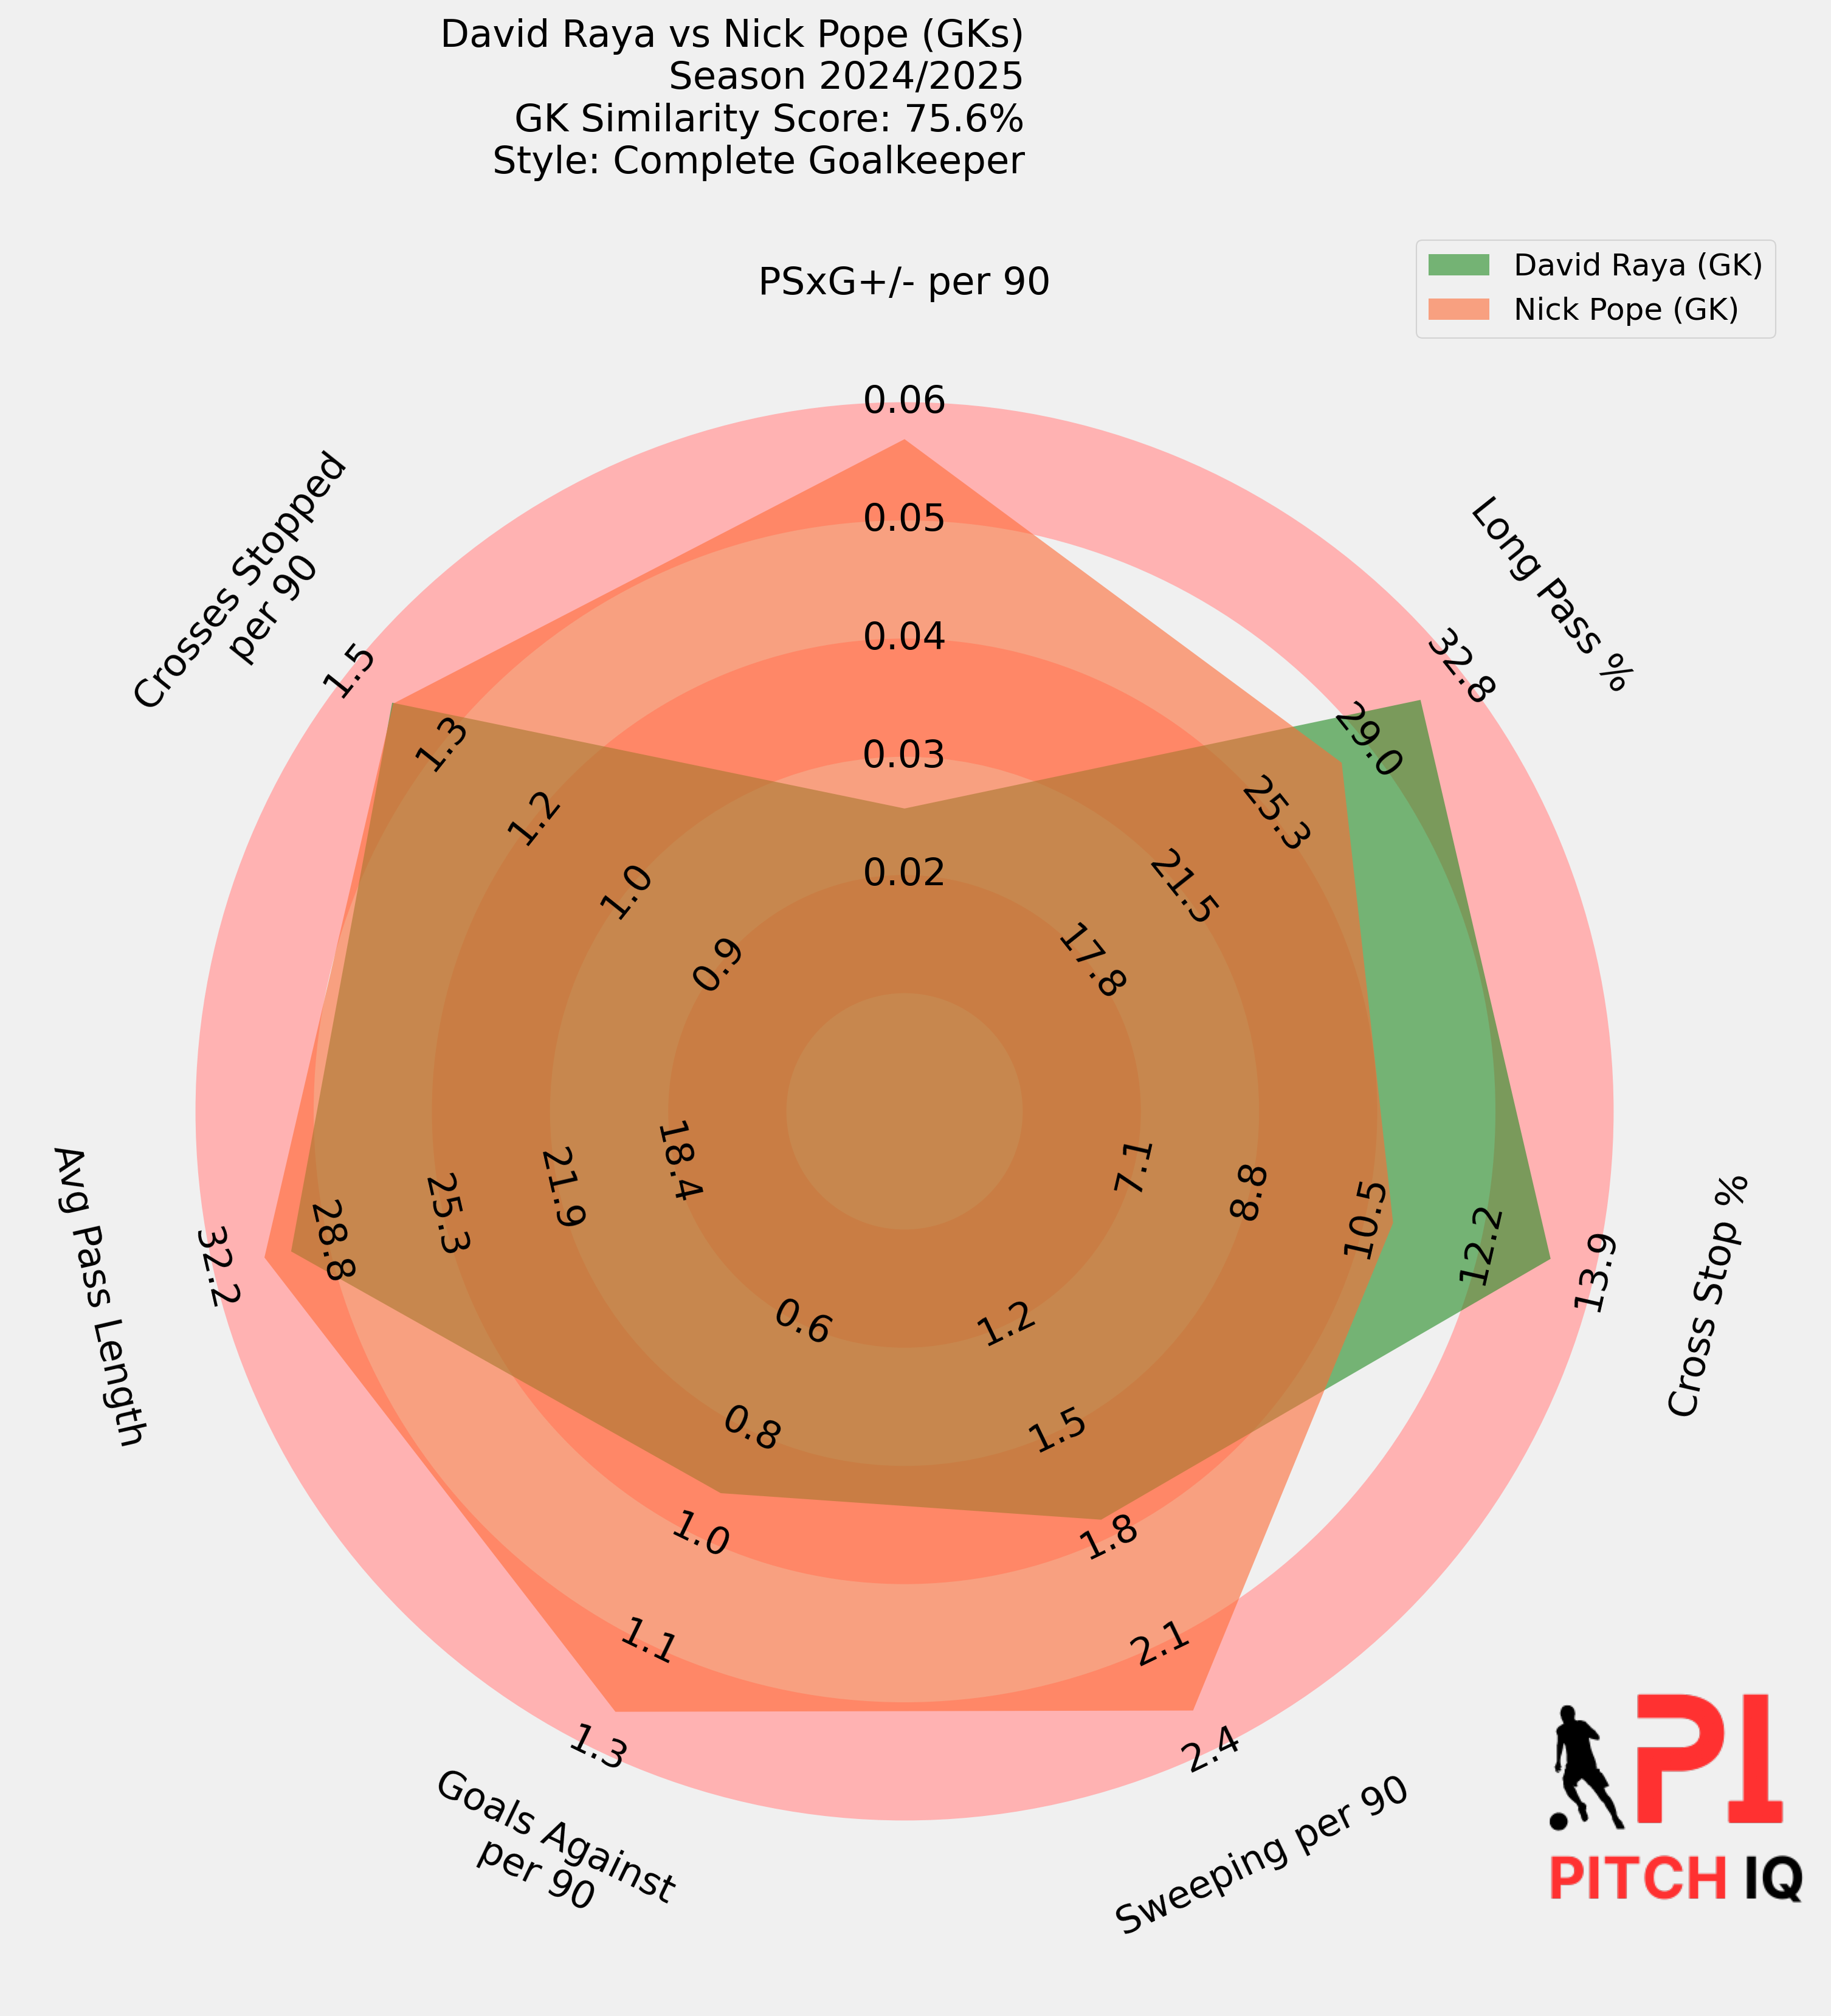 David Raya vs Nick Pope (GKs)
Season 2024/2025
GK Similarity Score: 75.6%
Style: Complete Goalkeeper
David Raya (GK)
Nick Pope (GK)
PSxG+/- per 90
0.06
0.05
0.04
0.03
0.02
Long Pass %
32.8
29.0
25.3
21.5
17.8
Cross Stop %
13.9
12.2
10.5
8.8
7.1
Sweeping per 90
2.4
2.1
1.8
1.5
1.2
Goals Against
per 90
1.3
1.1
1.0
0.8
0.6
Avg Pass Length
32.2
28.8
25.3
21.9
18.4
Crosses Stopped
per 90
1.5
1.3
1.2
1.0
0.9
PI
PITCH IQ